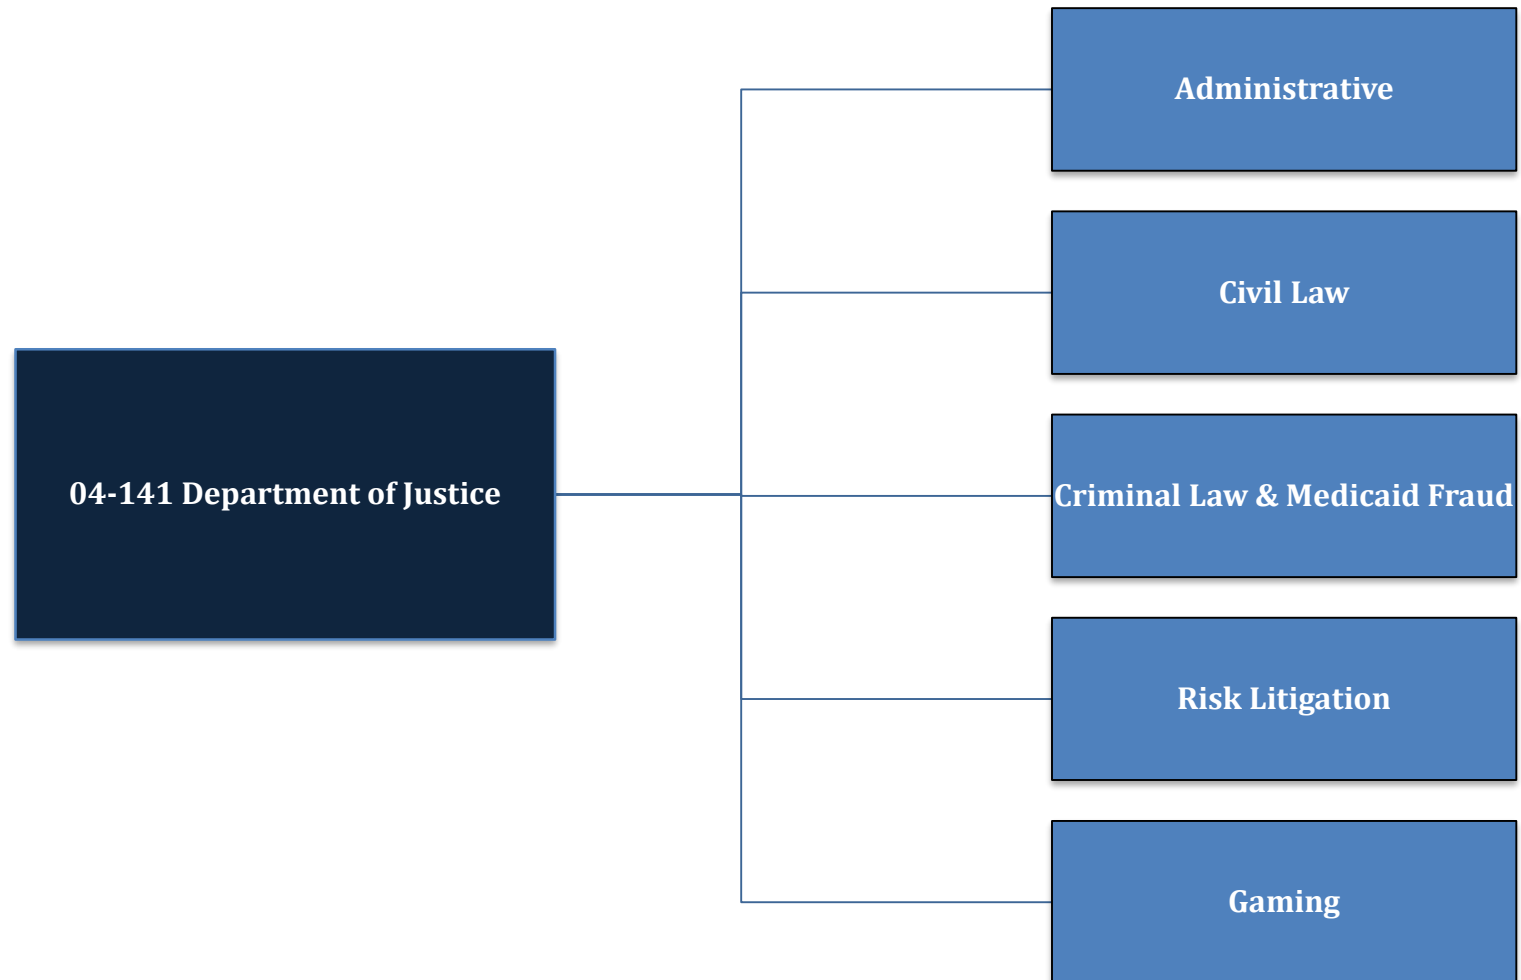 Administrative
Civil Law
04-141 Department of Justice
Criminal Law & Medicaid Fraud
Risk Litigation
Gaming